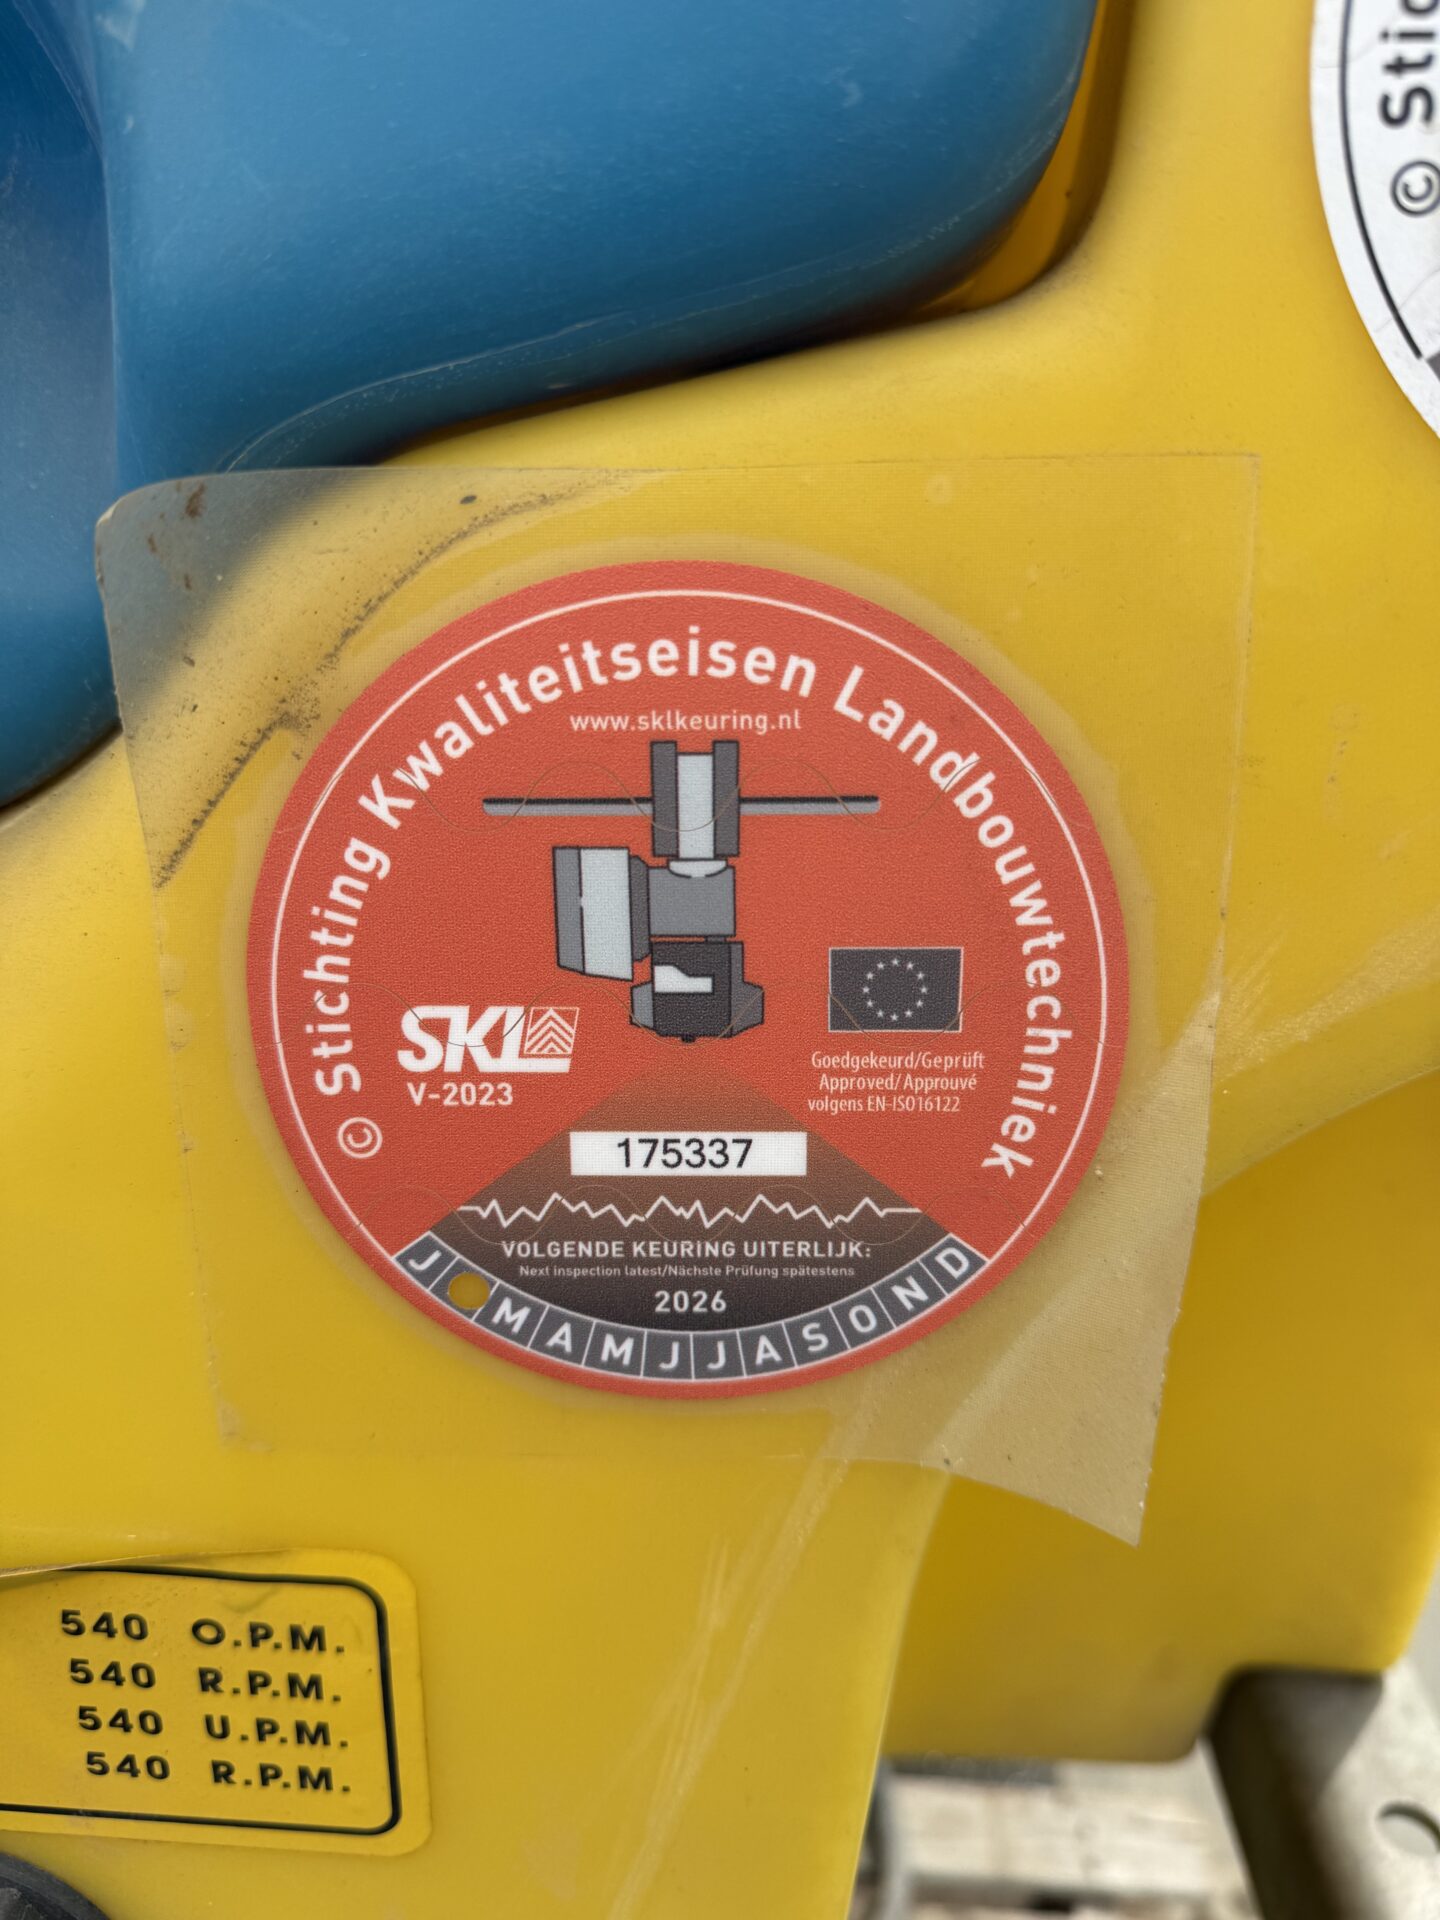 © Stic
© Stichting Kwaliteitseisen Landbouwtechniek
www.sklkeuring.nl
SKL
V-2023
Goedgekeurd/Geprüft
Approved/Approuvé
volgens EN-ISO16122
175337
VOLGENDE KEURING UITERLIJK:
Next inspection latest/Nächste Prüfung spätestens
2026
J M A M J J A S O N D
540 O.P.M.
540 R.P.M.
540 U.P.M.
540 R.P.M.